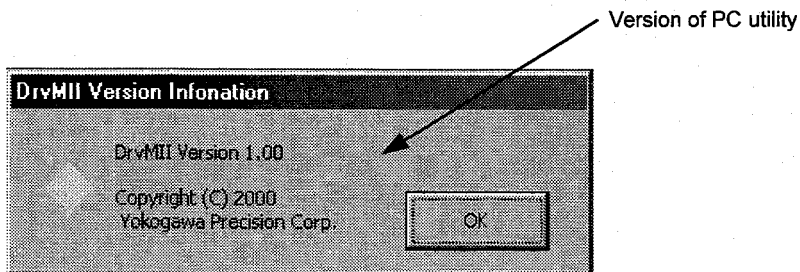 Version of PC utility
DrvMII Version Infonation
DrvMII Version 1.00
Copyright (C) 2000
Yokogawa Precision Corp.
OK